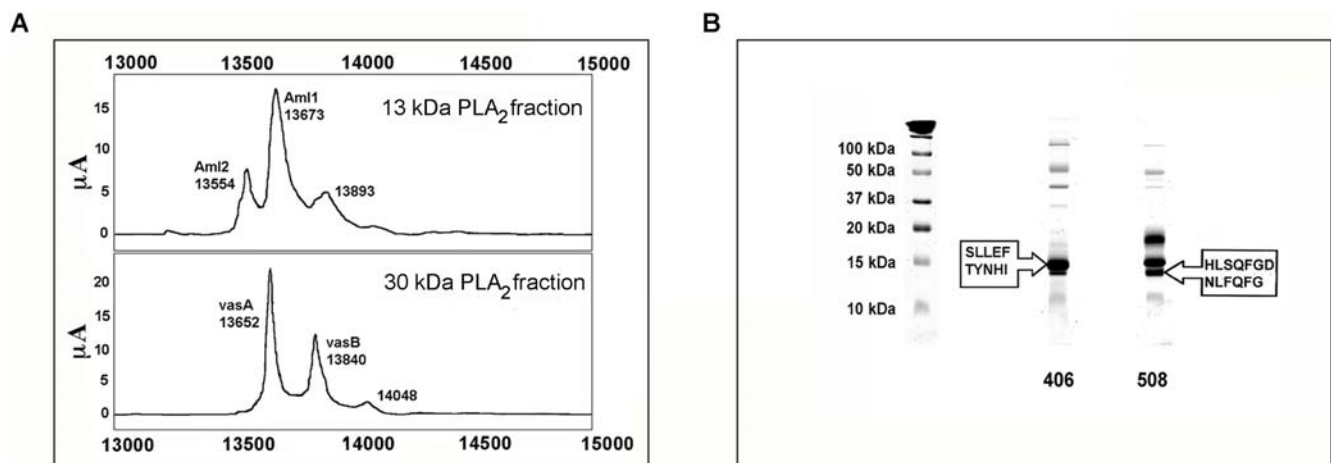 A
13000 13500 14000 14500 15000
13 kDa PLA2 fraction
Aml1
13673
Aml2
13554
13893
µA
15
10
5
0
30 kDa PLA2 fraction
vasA
13652
vasB
13840
14048
µA
20
15
10
5
0
13000 13500 14000 14500 15000
B
100 kDa
50 kDa
37 kDa
20 kDa
15 kDa
10 kDa
SLLEF
TYNHI
HLSQFGD
NLFQFG
406 508